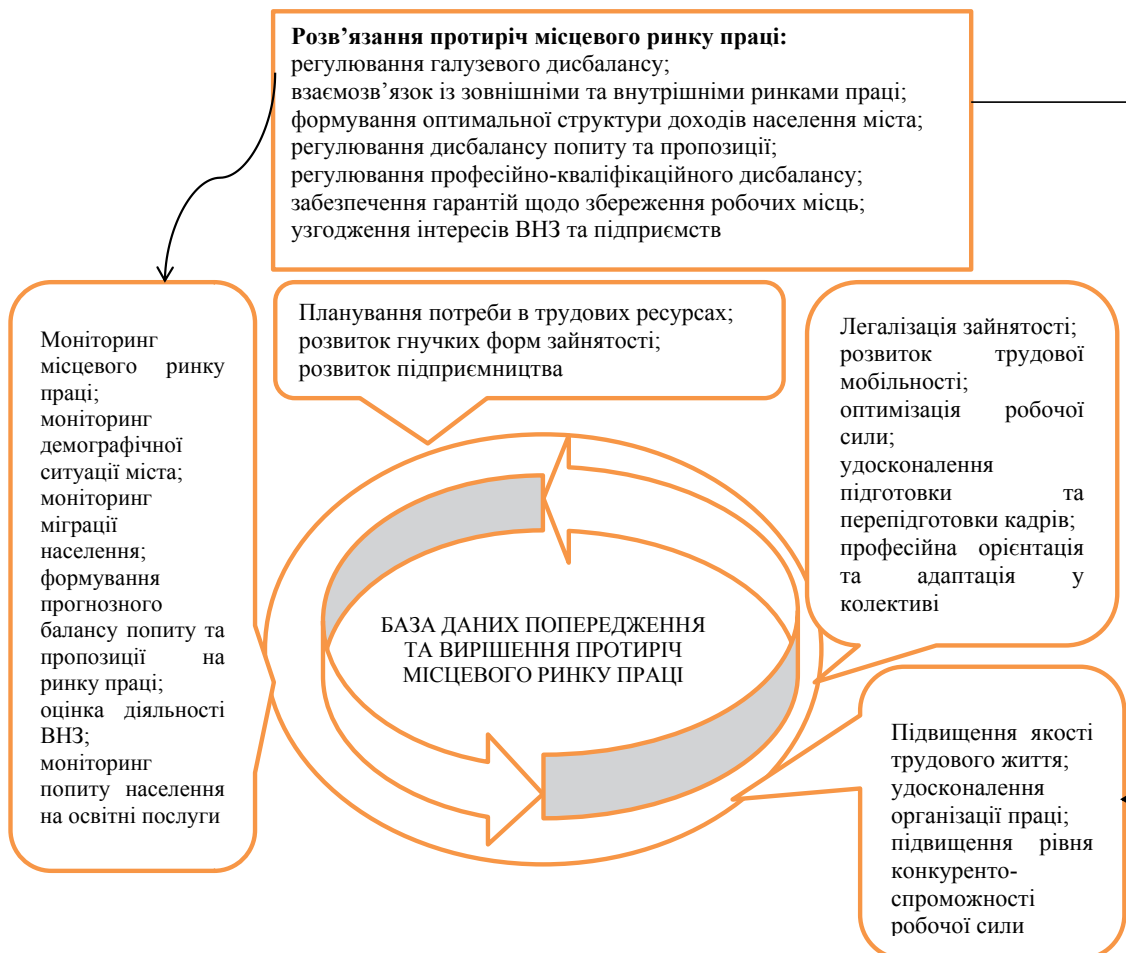 Розв’язання протиріч місцевого ринку праці:
регулювання галузевого дисбалансу;
взаємозв’язок із зовнішніми та внутрішніми ринками праці;
формування оптимальної структури доходів населення міста;
регулювання дисбалансу попиту та пропозиції;
регулювання професійно-кваліфікаційного дисбалансу;
забезпечення гарантій щодо збереження робочих місць;
узгодження інтересів ВНЗ та підприємств
Планування потреби в трудових ресурсах;
розвиток гнучких форм зайнятості;
розвиток підприємництва
Моніторинг
місцевого ринку
праці;
моніторинг
демографічної
ситуації міста;
моніторинг
міграції
населення;
формування
прогнозного
балансу попиту та
пропозиції на
ринку праці;
оцінка діяльності
ВНЗ;
моніторинг
попиту населення
на освітні послуги
БАЗА ДАНИХ ПОПЕРЕДЖЕННЯ
ТА ВИРІШЕННЯ ПРОТИРІЧ
МІСЦЕВОГО РИНКУ ПРАЦІ
Легалізація зайнятості;
розвиток трудової
мобільності;
оптимізація робочої
сили;
удосконалення
підготовки та
перепідготовки кадрів;
професійна орієнтація
та адаптація у
колективі
Підвищення якості
трудового життя;
удосконалення
організації праці;
підвищення рівня
конкуренто-
спроможності
робочої сили